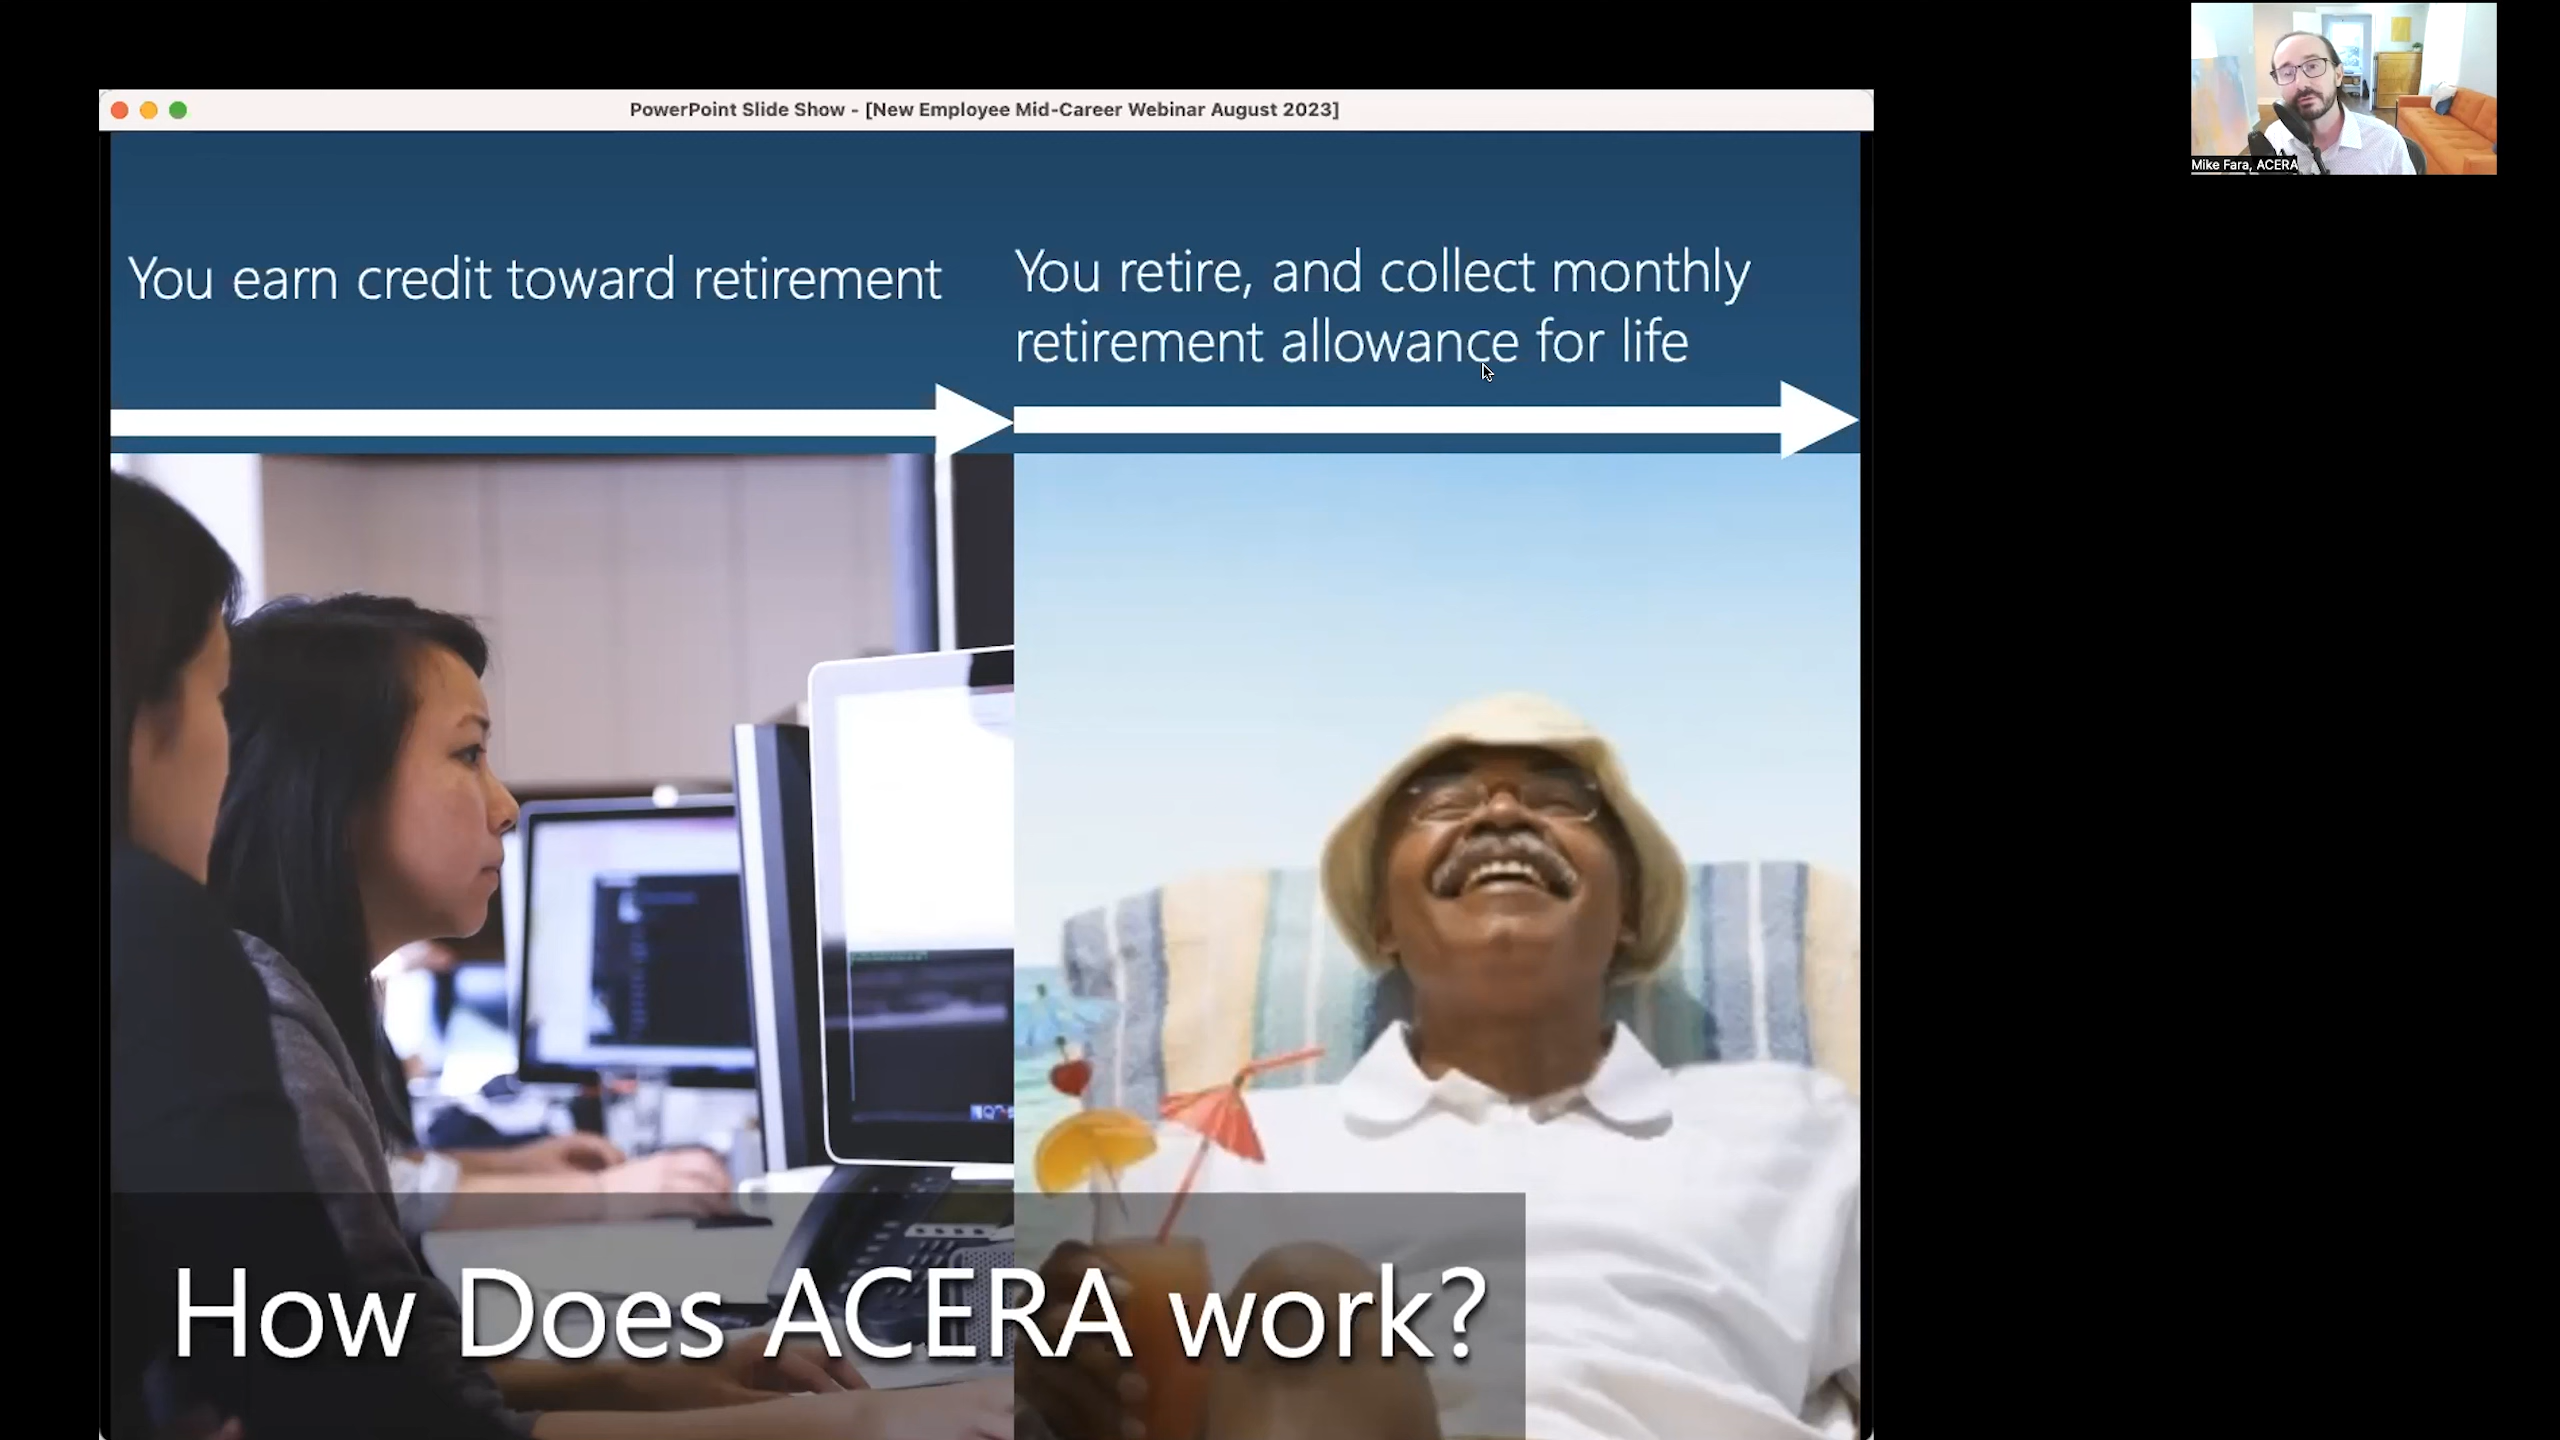 PowerPoint Slide Show - [New Employee Mid-Career Webinar August 2023]
Mike Fara, ACERA
You earn credit toward retirement
You retire, and collect monthly
retirement allowance for life
How Does ACERA work?